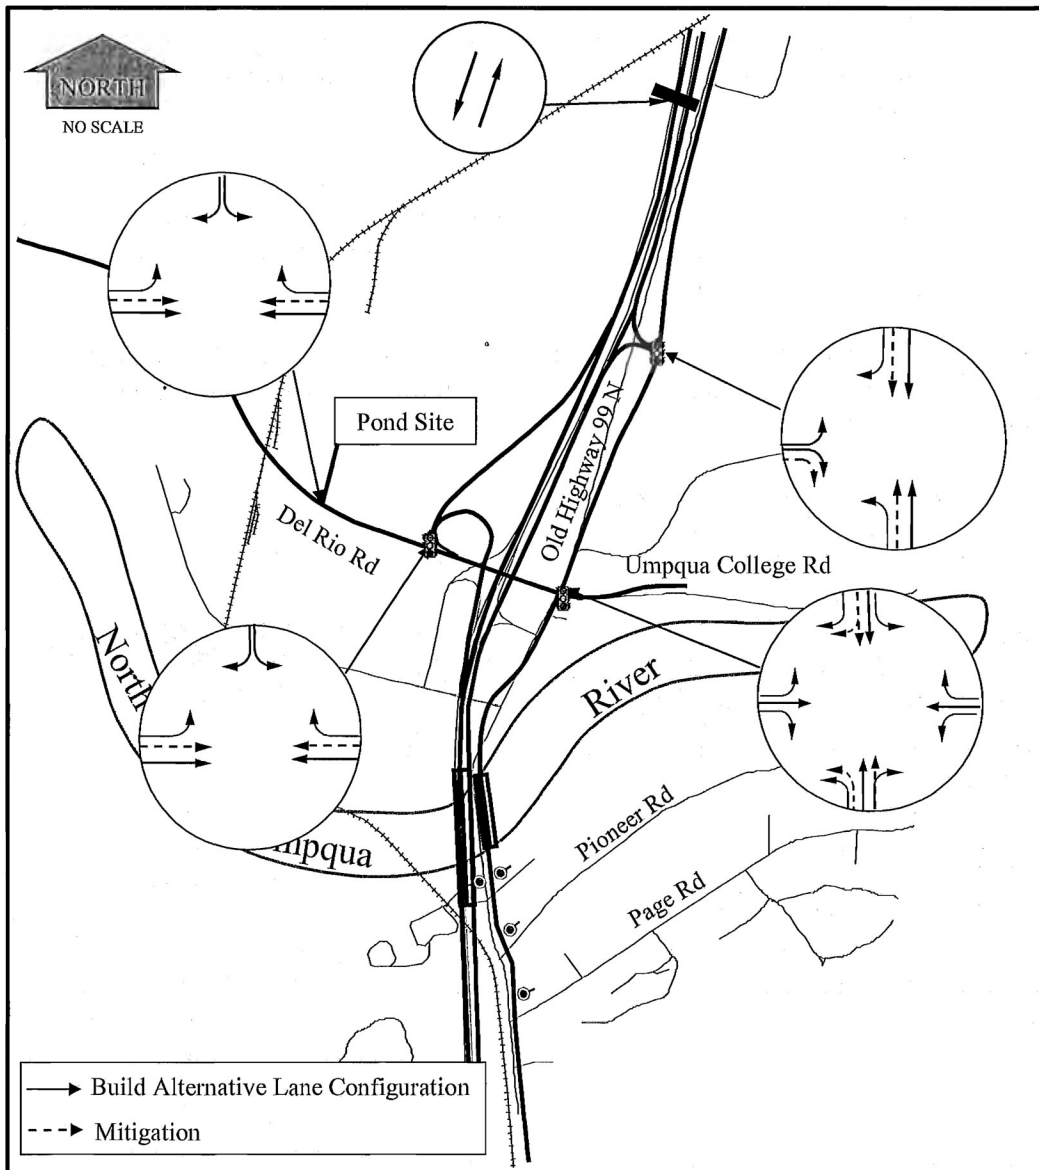 NORTH
NO SCALE
Pond Site
Old Highway 99 N
Del Rio Rd
Umpqua College Rd
North
River
mpqua
Pioneer Rd
Page Rd
Build Alternative Lane Configuration
Mitigation